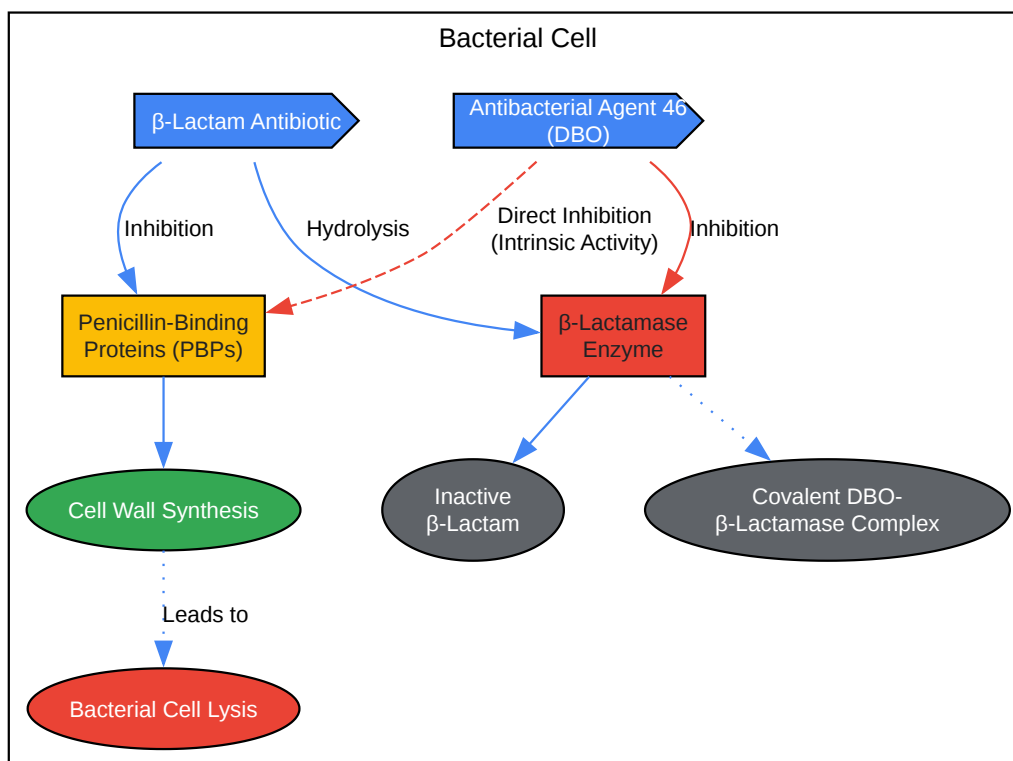 Bacterial Cell
β-Lactam Antibiotic
Antibacterial Agent 46
(DBO)
Inhibition
Hydrolysis
Direct Inhibition
(Intrinsic Activity)
Inhibition
Penicillin-Binding
Proteins (PBPs)
β-Lactamase
Enzyme
Cell Wall Synthesis
Inactive
β-Lactam
Covalent DBO-
β-Lactamase Complex
Leads to
Bacterial Cell Lysis